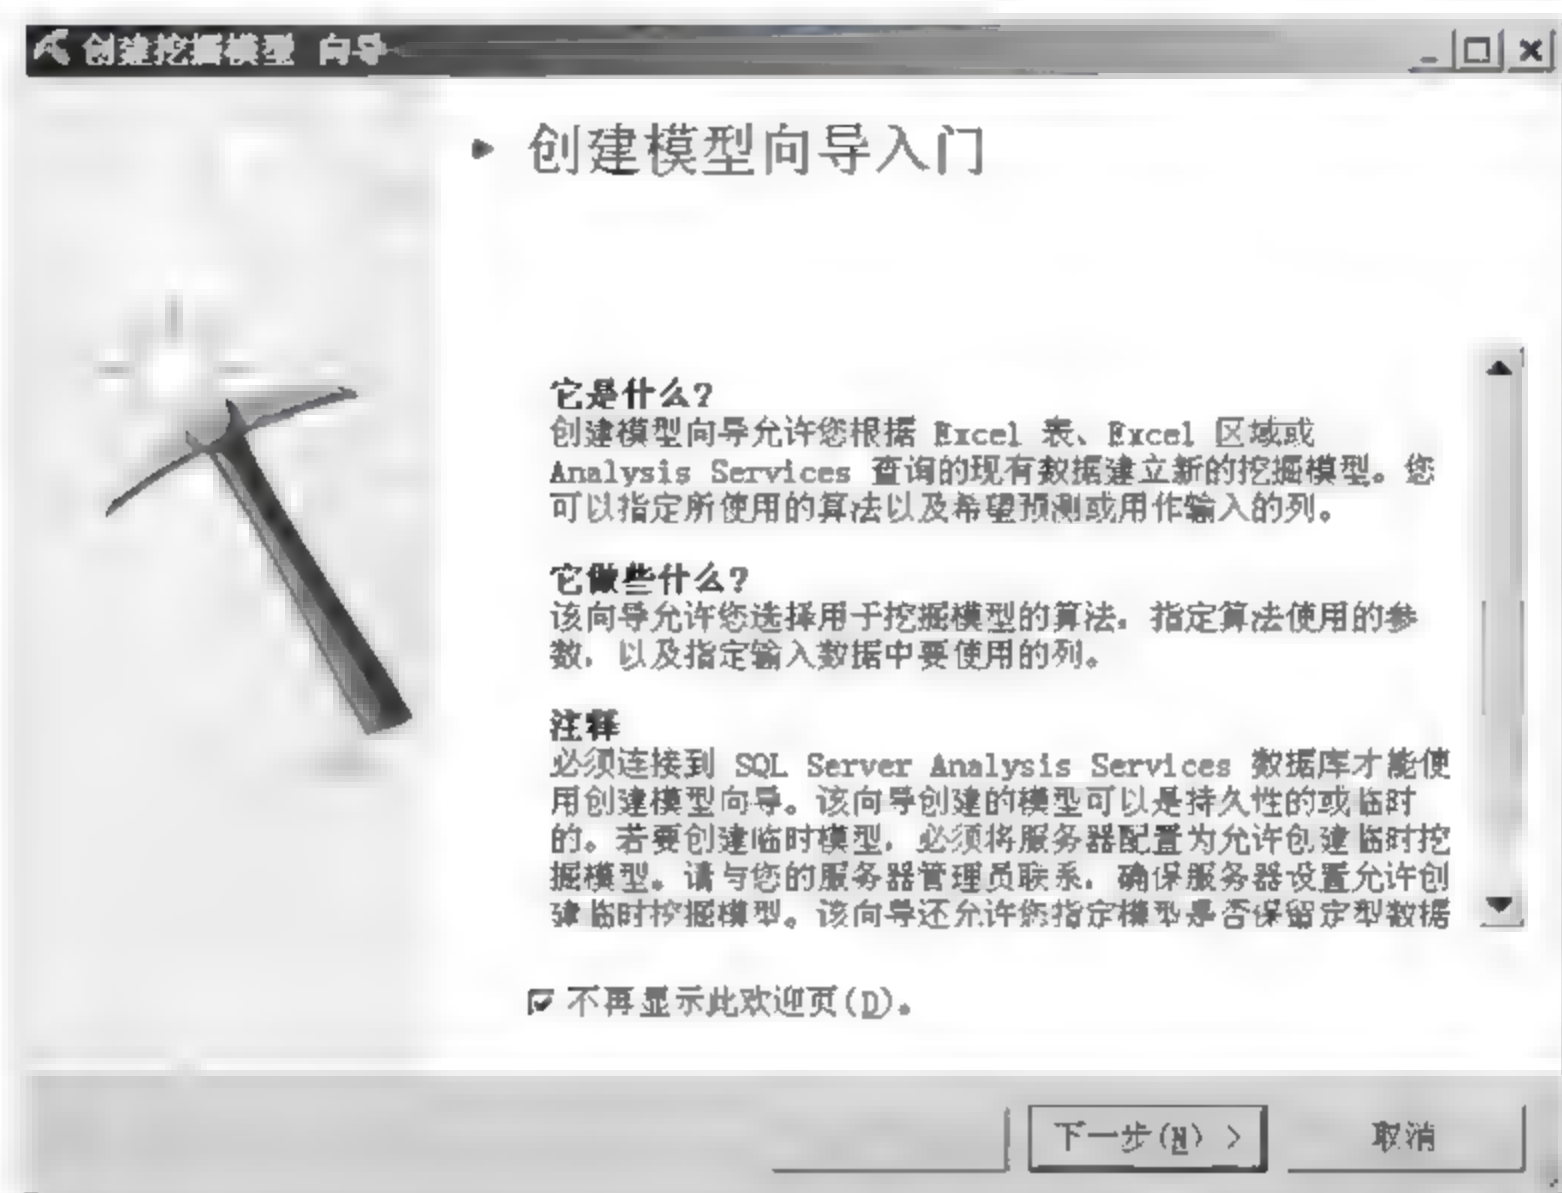 创建挖掘模型 向导
创建模型向导入门
它是什么?
创建模型向导允许您根据 Excel 表、Excel 区域或
Analysis Services 查询的现有数据建立新的挖掘模型。您
可以指定所使用的算法以及希望预测或用作输入的列。
它做些什么?
该向导允许您选择用于挖掘模型的算法，指定算法使用的参
数，以及指定输入数据中要使用的列。
注释
必须连接到 SQL Server Analysis Services 数据库才能使
用创建模型向导。该向导创建的模型可以是持久性的或临时
的。若要创建临时模型，必须将服务器配置为允许创建临时挖
掘模型。请与您的服务器管理员联系，确保服务器设置允许创
建临时挖掘模型。该向导还允许您指定模型是否保留定型数据
不再显示此欢迎页(D)。
下一步(N) >
取消